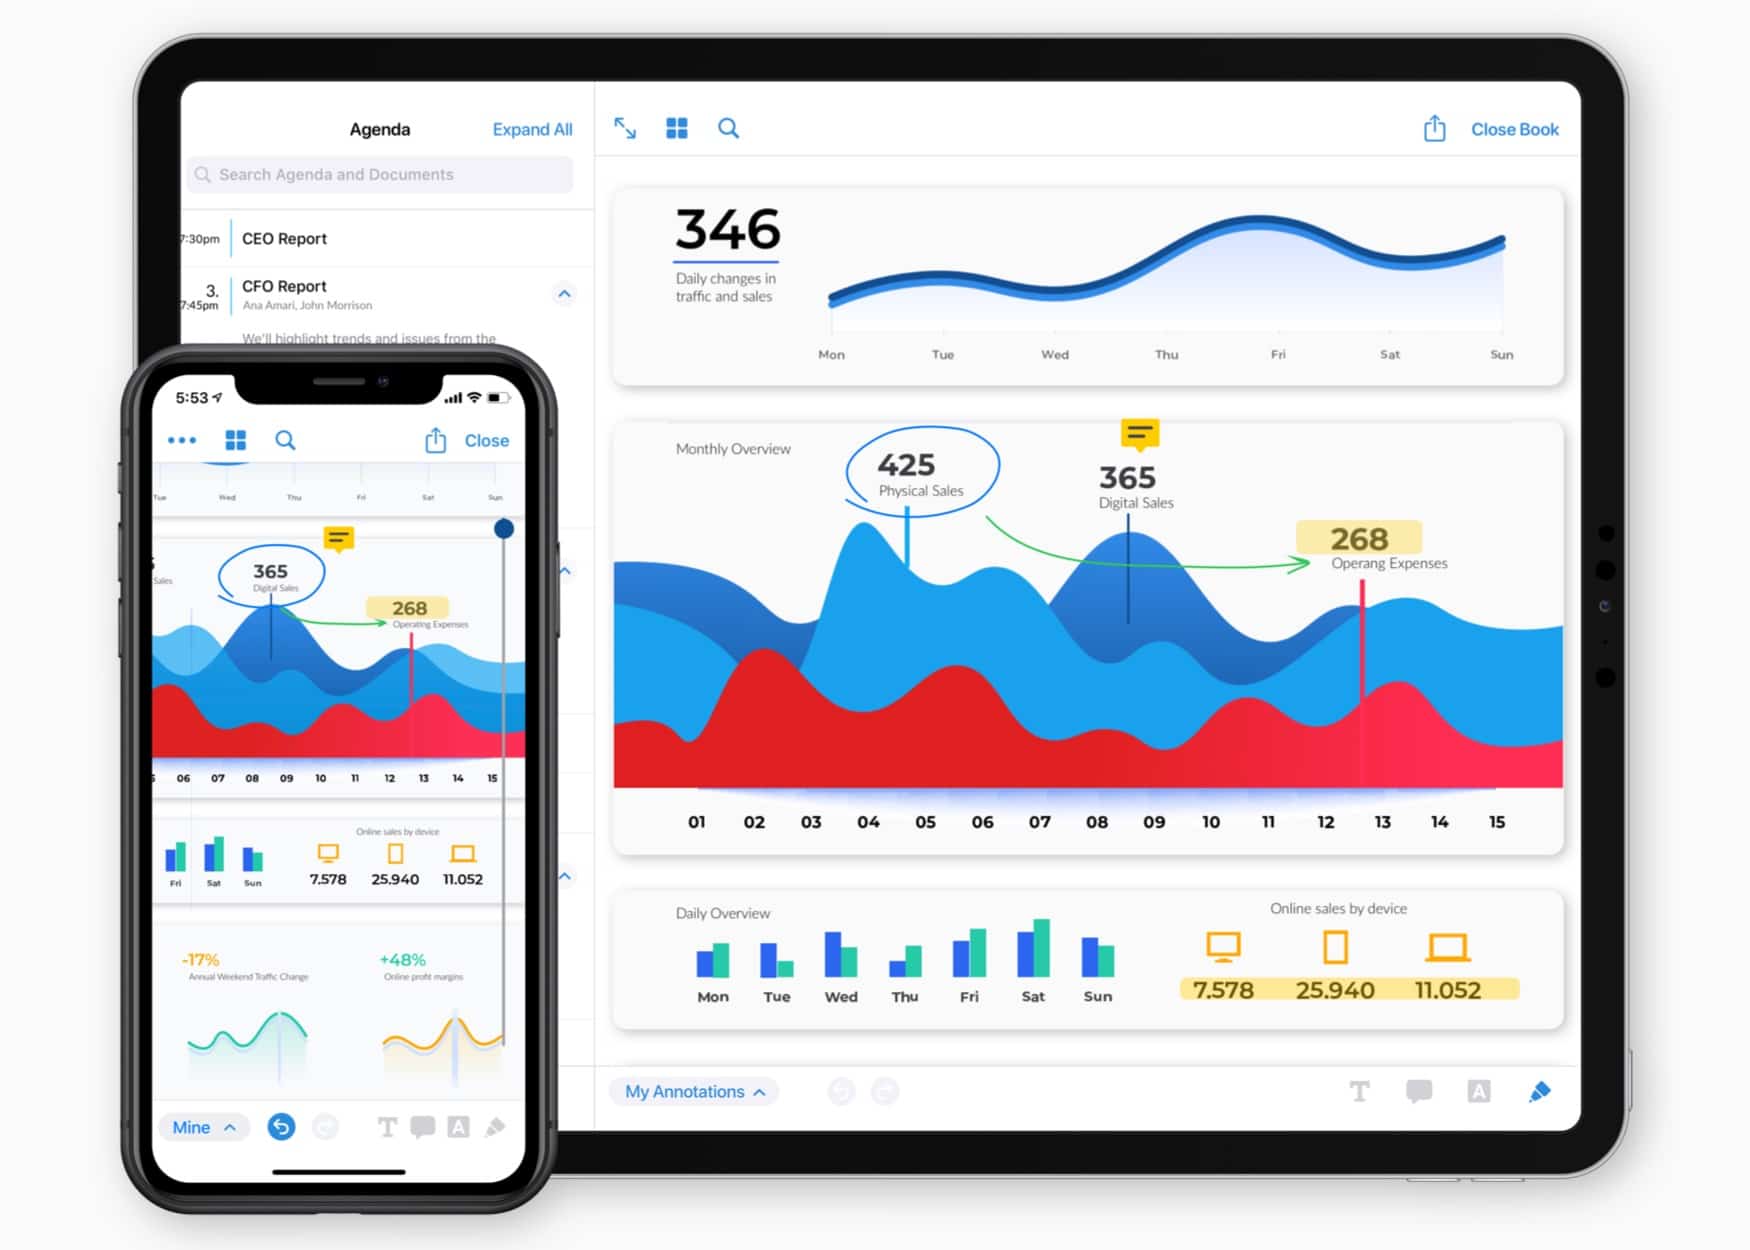 Agenda
Expand All
Search Agenda and Documents
7:30pm
CEO Report
3.
7:45pm
CFO Report
Ana Amari, John Morrison
We'll highlight trends and issues from the
Close Book
346
Daily changes in
traffic and sales
Mon Tue Wed Thu Fri Sat Sun
Monthly Overview
425
Physical Sales
365
Digital Sales
268
Operang Expenses
01 02 03 04 05 06 07 08 09 10 11 12 13 14 15
Daily Overview
Mon Tue Wed Thu Fri Sat Sun
Online sales by device
7.578 25.940 11.052
My Annotations
T
A
5:53
Close
Tue Wed Thu Fri Sat Sun
Sales
365
Digital Sales
268
Operating Expenses
06 07 08 09 10 11 12 13 14 15
Fri Sat Sun
Online sales by device
7.578 25.940 11.052
-17%
Annual Weekend Traffic Change
+48%
Online profit margins
Mine
T
A